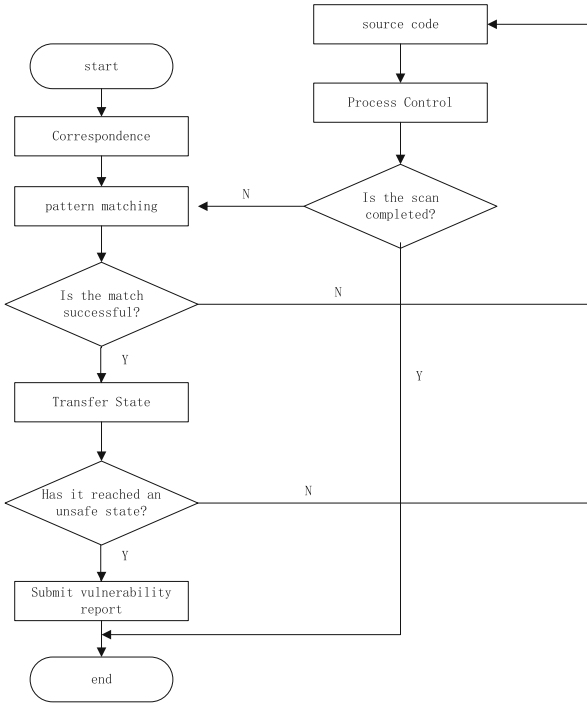 source code
start
Process Control
Correspondence
Is the scan
completed?
N
pattern matching
Is the match
successful?
N
Y
Y
Transfer State
Has it reached an
unsafe state?
N
Y
Submit vulnerability
report
end